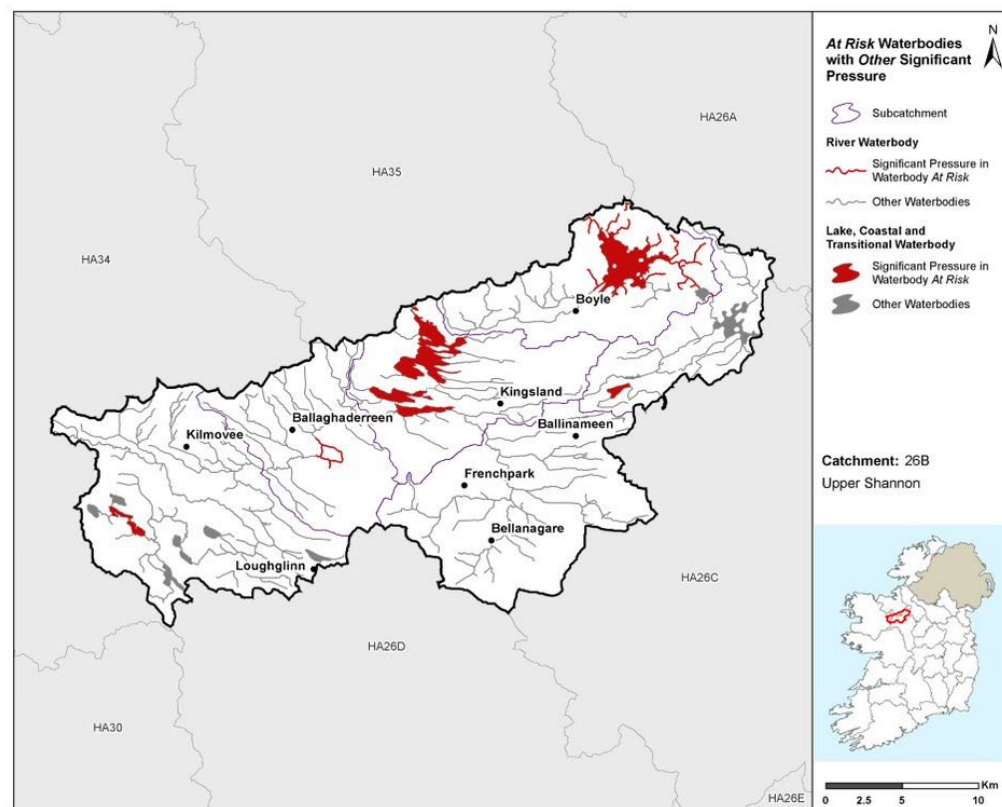 HA26A
HA35
HA34
Boyle
Kingsland
Ballaghaderreen
Ballinameen
Kilmovee
Frenchpark
Bellanagare
Loughglinn
HA26C
HA26D
HA30
HA26E
At Risk Waterbodies
with Other Significant
Pressure
N
Subcatchment
River Waterbody
Significant Pressure in
Waterbody At Risk
Other Waterbodies
Lake, Coastal and
Transitional Waterbody
Significant Pressure in
Waterbody At Risk
Other Waterbodies
Catchment: 26B
Upper Shannon
Km
0 2.5 5 10